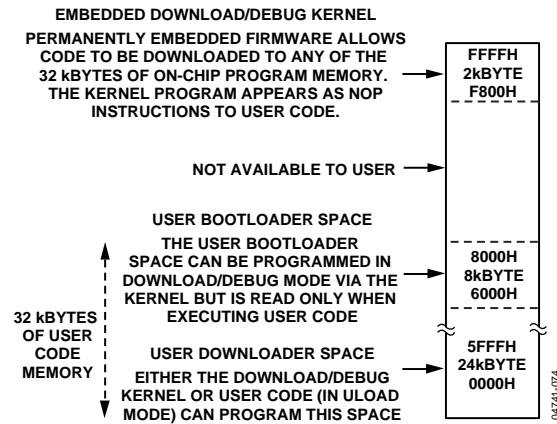 EMBEDDED DOWNLOAD/DEBUG KERNEL
PERMANENTLY EMBEDDED FIRMWARE ALLOWS
CODE TO BE DOWNLOADED TO ANY OF THE
32 kBYTES OF ON-CHIP PROGRAM MEMORY.
THE KERNEL PROGRAM APPEARS AS NOP
INSTRUCTIONS TO USER CODE.
FFFFH
2kBYTE
F800H
NOT AVAILABLE TO USER
USER BOOTLOADER SPACE
THE USER BOOTLOADER
SPACE CAN BE PROGRAMMED IN
DOWNLOAD/DEBUG MODE VIA THE
KERNEL BUT IS READ ONLY WHEN
EXECUTING USER CODE
8000H
8kBYTE
6000H
32 kBYTES
OF USER
CODE
MEMORY
USER DOWNLOADER SPACE
EITHER THE DOWNLOAD/DEBUG
KERNEL OR USER CODE (IN ULOAD
MODE) CAN PROGRAM THIS SPACE
5FFFH
24kBYTE
0000H
04741-074